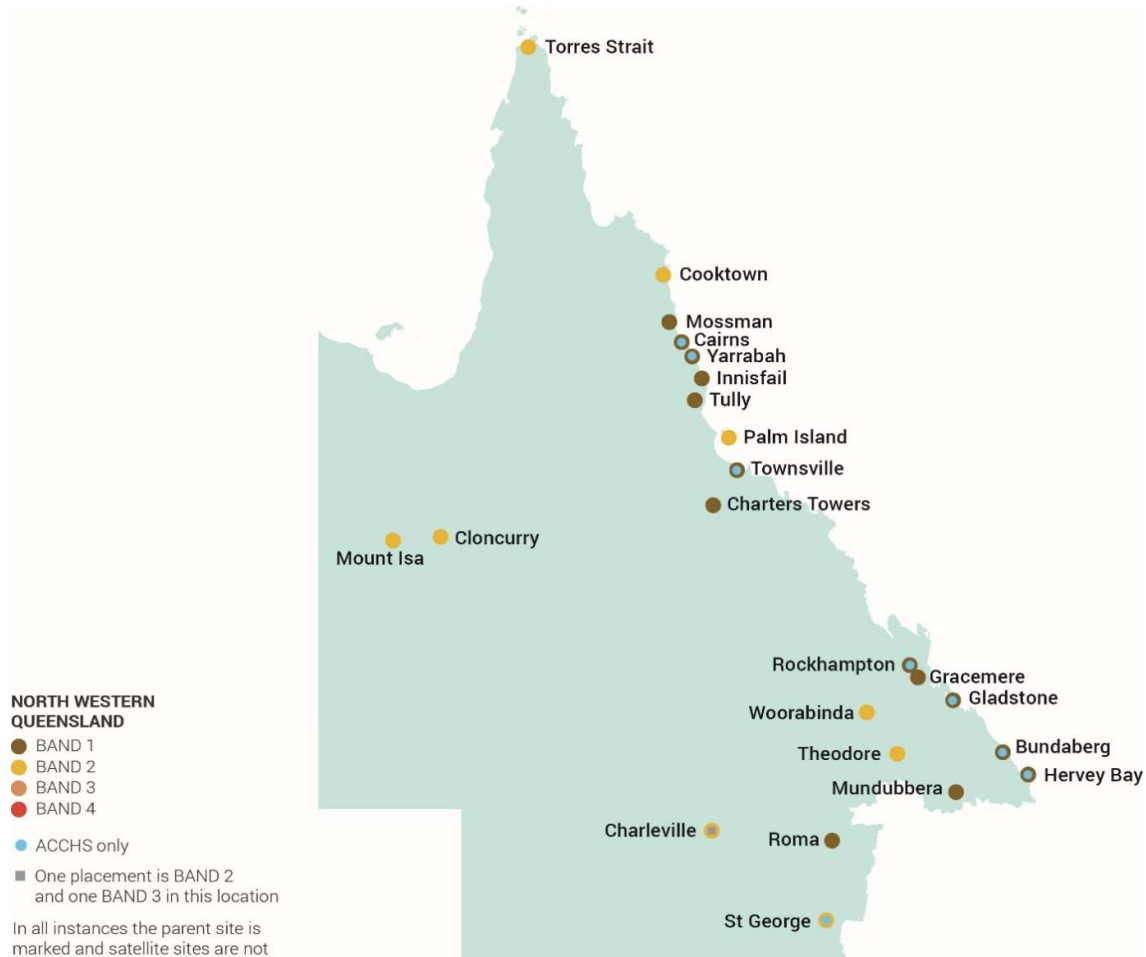 Torres Strait
Cooktown
Mossman
Cairns
Yarrabah
Innisfail
Tully
Palm Island
Townsville
Charters Towers
Cloncurry
Mount Isa
Rockhampton
Gracemere
Gladstone
Woorabinda
Theodore
Bundaberg
Hervey Bay
Mundubbera
Charleville
Roma
St George
NORTH WESTERN
QUEENSLAND
BAND 1
BAND 2
BAND 3
BAND 4
ACCHS only
One placement is BAND 2
and one BAND 3 in this location
In all instances the parent site is
marked and satellite sites are not